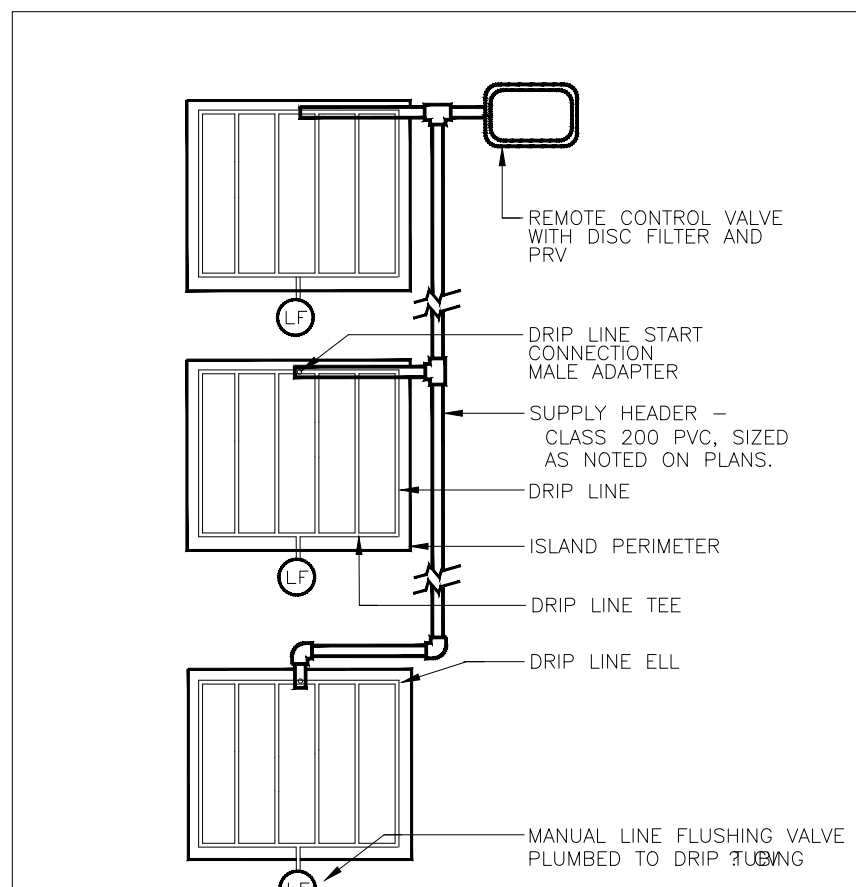 REMOTE CONTROL VALVE
WITH DISC FILTER AND
PRV
LF
DRIP LINE START
CONNECTION
MALE ADAPTER
SUPPLY HEADER –
CLASS 200 PVC, SIZED
AS NOTED ON PLANS.
DRIP LINE
ISLAND PERIMETER
LF
DRIP LINE TEE
DRIP LINE ELL
MANUAL LINE FLUSHING VALVE
PLUMBED TO DRIP
LF